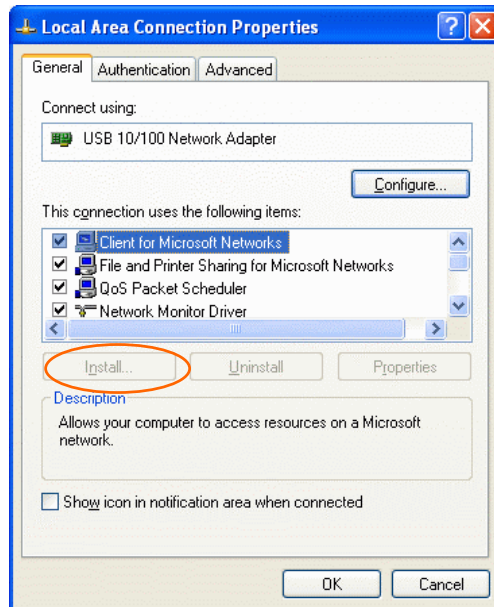 Local Area Connection Properties
General Authentication Advanced
Connect using:
USB 10/100 Network Adapter
Configure...
This connection uses the following items:
Client for Microsoft Networks
File and Printer Sharing for Microsoft Networks
QoS Packet Scheduler
Network Monitor Driver
Install... Uninstall Properties
Description
Allows your computer to access resources on a Microsoft
network.
Show icon in notification area when connected
OK Cancel